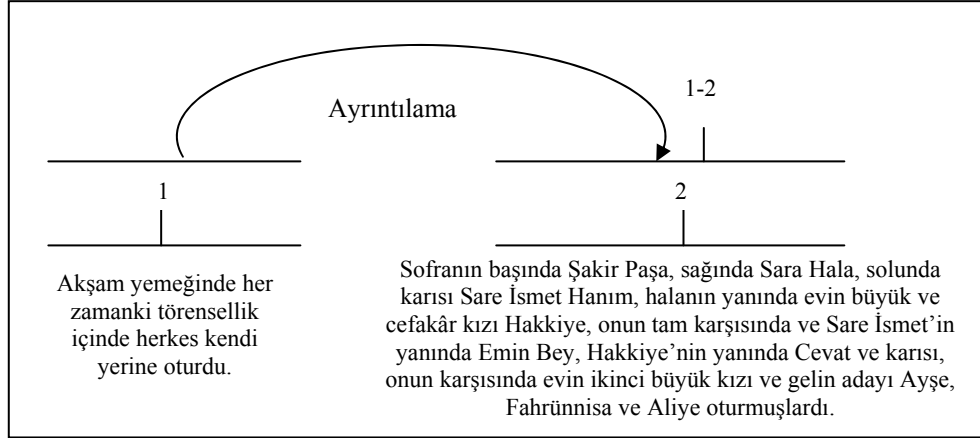 1-2
Ayrıntılama
1
2
Akşam yemeğinde her
zamanki törensellik
içinde herkes kendi
yerine oturdu.
Sofranın başında Şakir Paşa, sağında Sara Hala, solunda
karısı Sare İsmet Hanım, halanın yanında evin büyük ve
cefakâr kızı Hakkiye, onun tam karşısında ve Sare İsmet’in
yanında Emin Bey, Hakkiye’nin yanında Cevat ve karısı,
onun karşısında evin ikinci büyük kızı ve gelin adayı Ayşe,
Fahrünnisa ve Aliye oturmuşlardı.